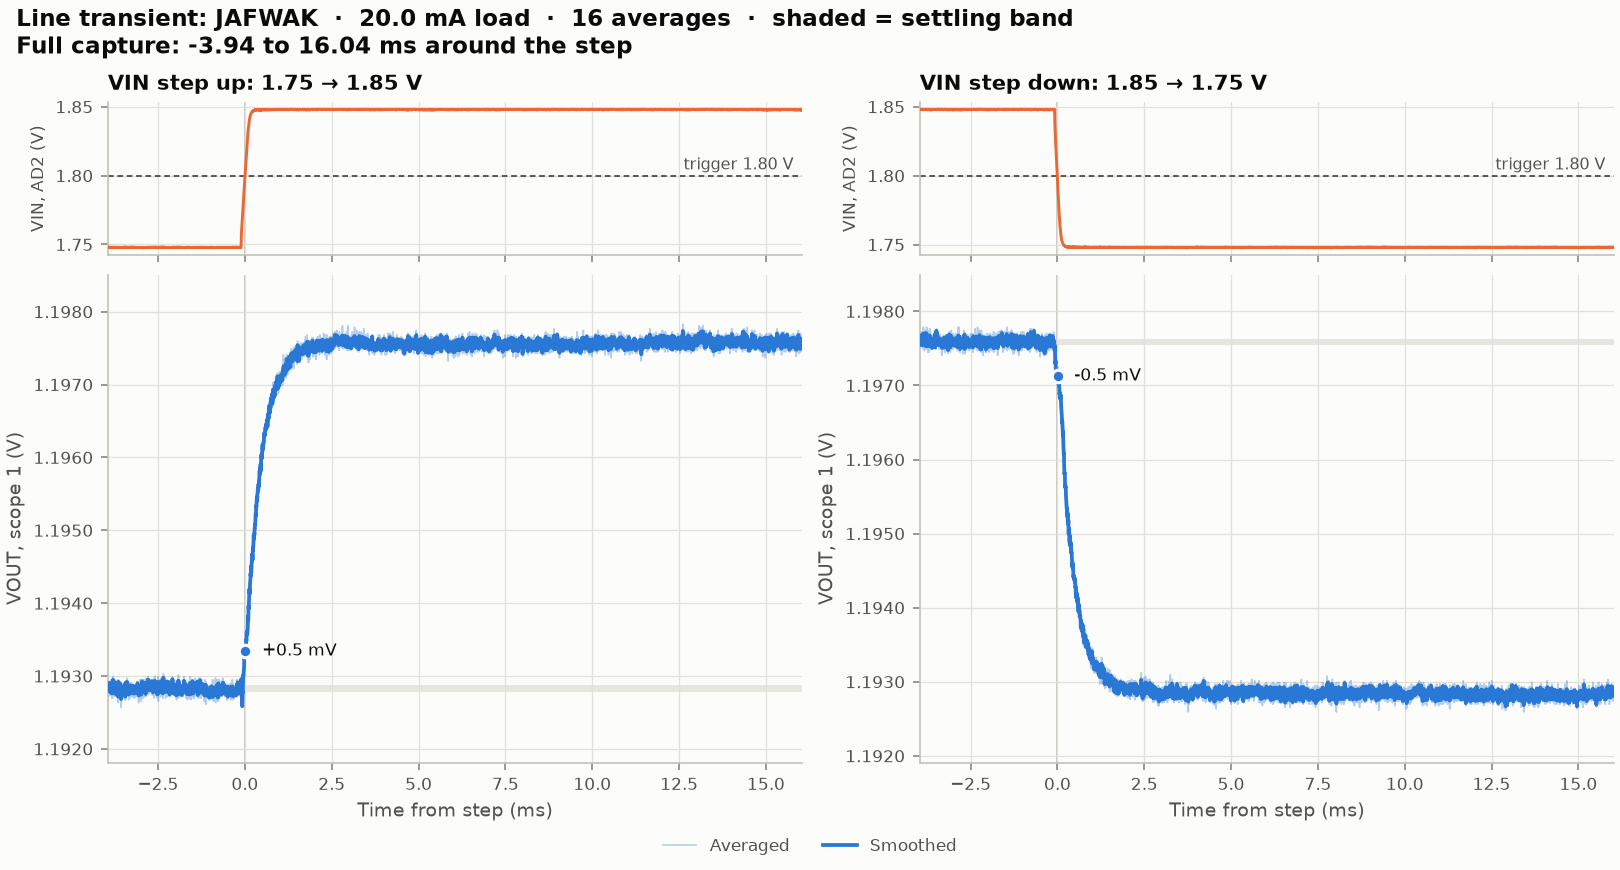 Line transient: JAFWAK · 20.0 mA load · 16 averages · shaded = settling band
Full capture: -3.94 to 16.04 ms around the step
VIN step up: 1.75 → 1.85 V
VIN, AD2 (V)
1.85
1.80
1.75
trigger 1.80 V
VOUT, scope 1 (V)
1.1980
1.1970
1.1960
1.1950
1.1940
1.1930
1.1920
+0.5 mV
−2.5 0.0 2.5 5.0 7.5 10.0 12.5 15.0
Time from step (ms)
VIN step down: 1.85 → 1.75 V
VIN, AD2 (V)
1.85
1.80
1.75
trigger 1.80 V
VOUT, scope 1 (V)
1.1980
1.1970
1.1960
1.1950
1.1940
1.1930
1.1920
-0.5 mV
−2.5 0.0 2.5 5.0 7.5 10.0 12.5 15.0
Time from step (ms)
Averaged Smoothed